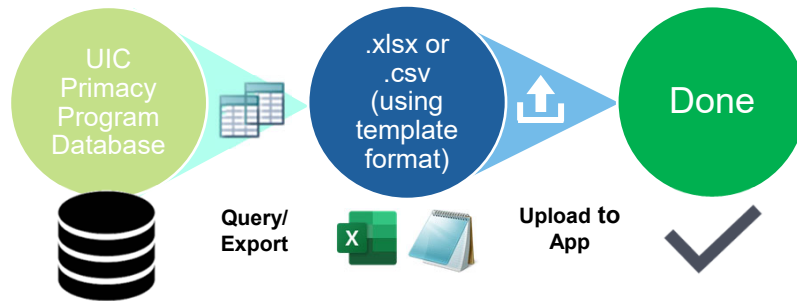 UIC
Primacy
Program
Database
.xlsx or
.csv
(using
template
format)
Done
Query/
Export
X
Upload to
App